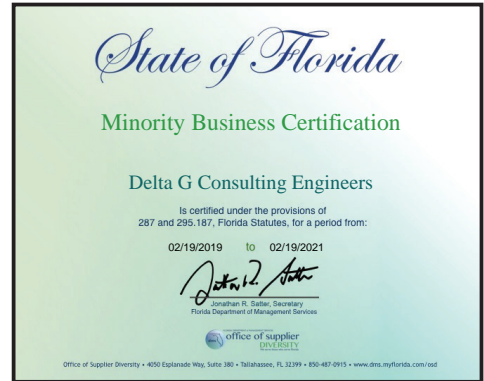 State of Florida
Minority Business Certification
Delta G Consulting Engineers
Is certified under the provisions of
287 and 295.187, Florida Statutes, for a period from:
02/19/2019 to 02/19/2021
Jonathan R. Satter, Secretary
Florida Department of Management Services
office of supplier
DIVERSITY
Office of Supplier Diversity • 4050 Esplanade Way, Suite 380 • Tallahassee, FL 32399 • 850-487-0915 • www.dms.myflorida.com/osd